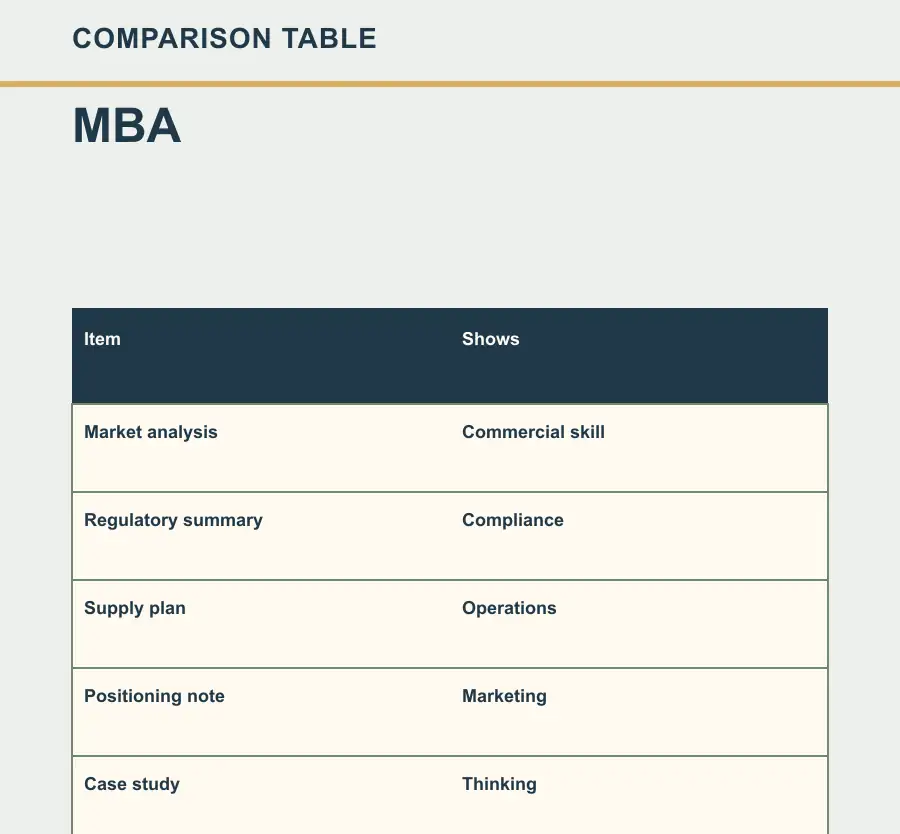 COMPARISON TABLE
MBA
Item Shows
Market analysis Commercial skill
Regulatory summary Compliance
Supply plan Operations
Positioning note Marketing
Case study Thinking